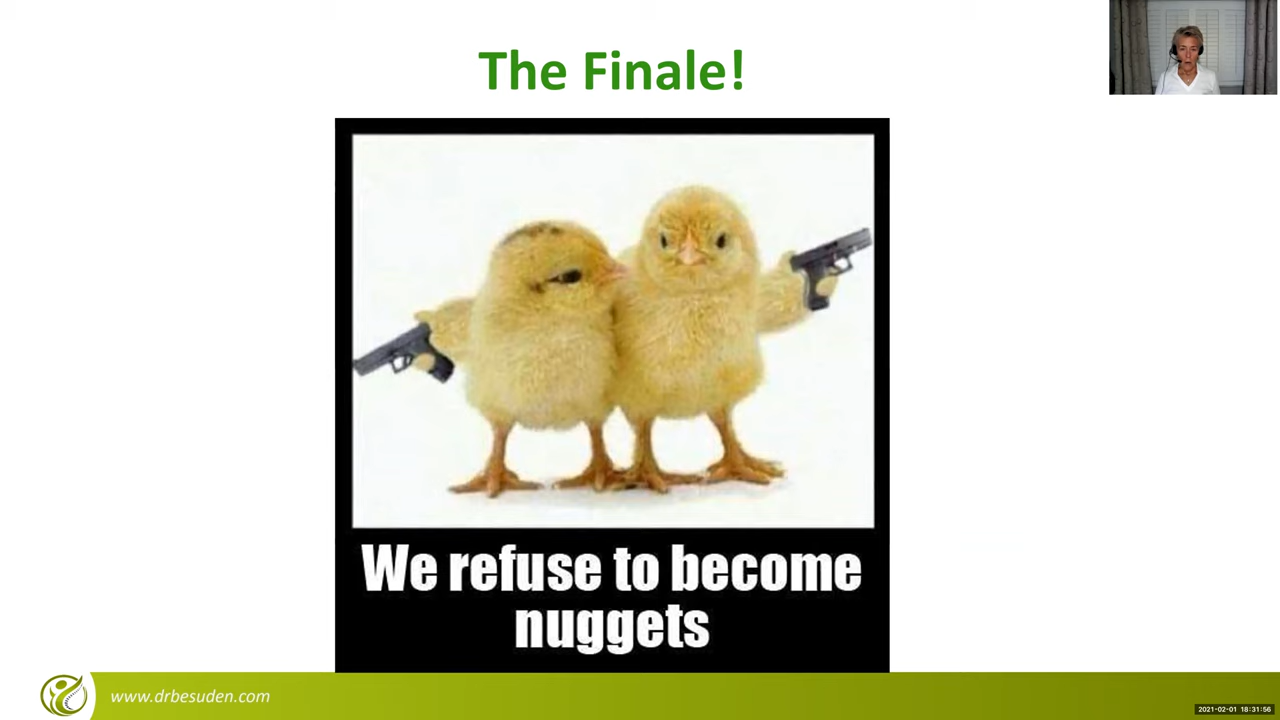 The Finale!
We refuse to become
nuggets
www.drbesuden.com
2021-02-01 18:31:56